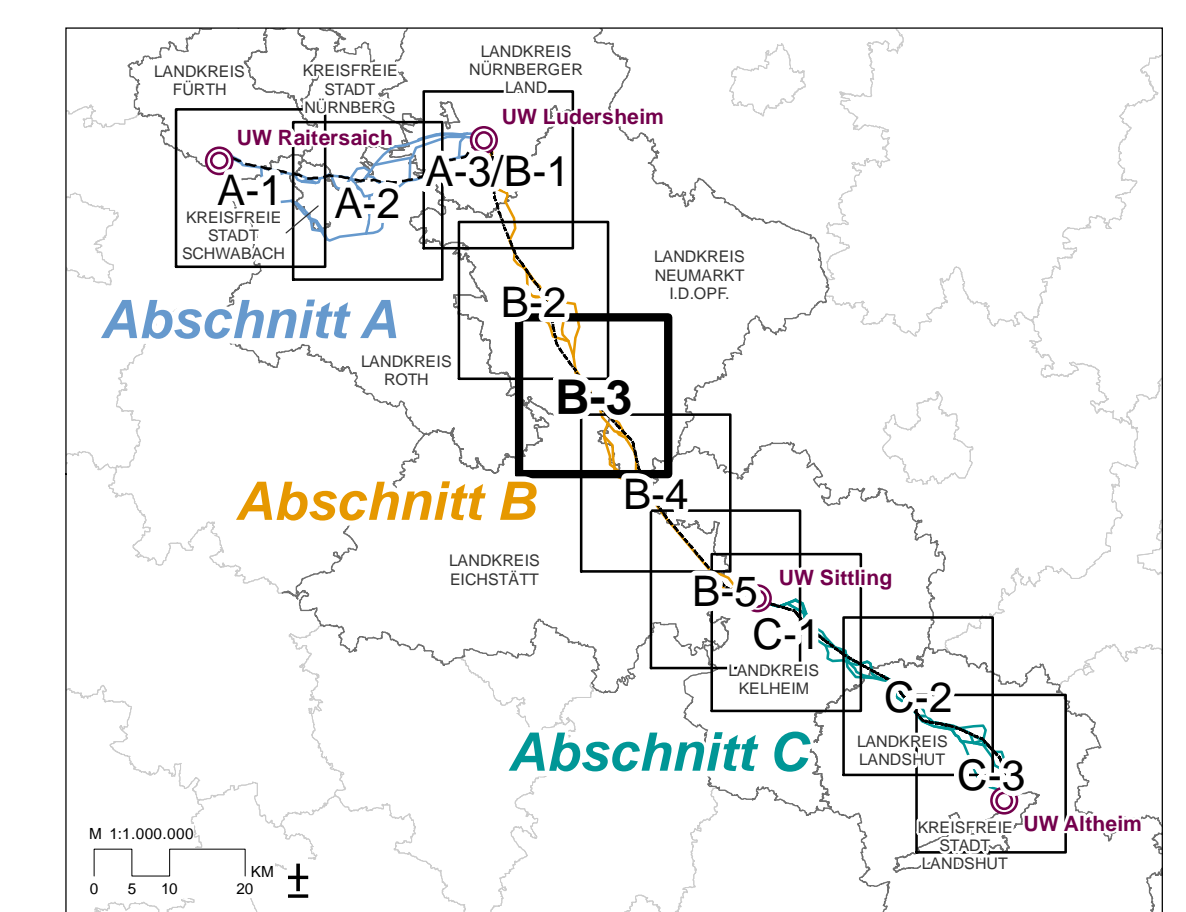 LANDKREIS
FÜRTH
KREISFREIE
STADT
NÜRNBERG
LANDKREIS
NÜRNBERGER
LAND
UW Raitersaich
UW Ludersheim
A-1
A-2
A-3/B-1
KREISFREIE
STADT
SCHWABACH
LANDKREIS
NEUMARKT
I.D.OPF.
Abschnitt A
B-2
LANDKREIS
ROTH
B-3
Abschnitt B
B-4
LANDKREIS
EICHSTÄTT
B-5
UW Sittling
C-1
LANDKREIS
KELHEIM
C-2
Abschnitt C
LANDKREIS
LANDSHUT
C-3
UW Altheim
KREISFREIE
STADT
LANDSHUT
M 1:1.000.000
KM
0 5 10 20